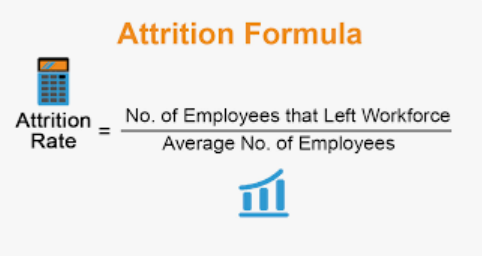 Attrition Formula
Attrition
Rate
=
No. of Employees that Left Workforce
Average No. of Employees